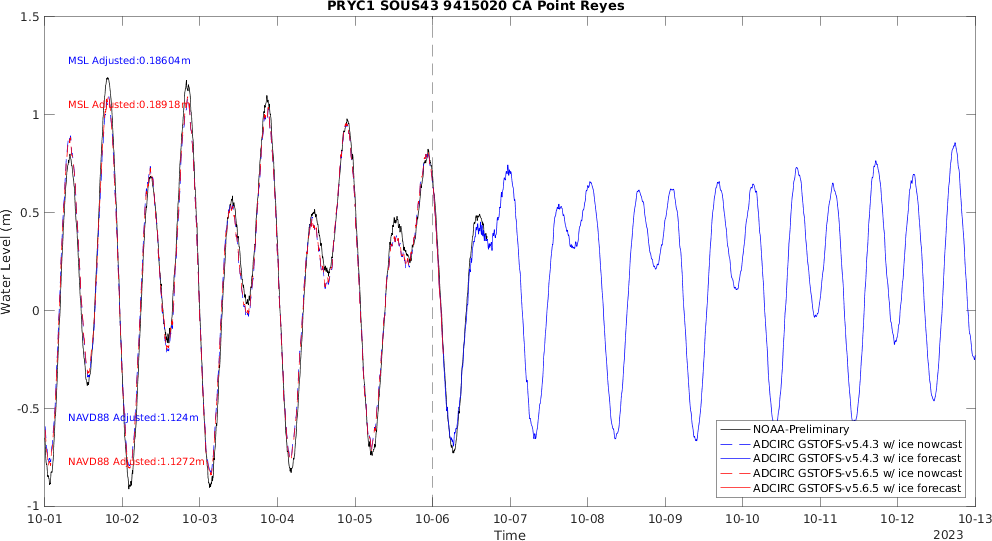 PRYC1 SOUS43 9415020 CA Point Reyes
1.5
1
0.5
0
-0.5
-1
Water Level (m)
MSL Adjusted:0.18604m
MSL Adjusted:0.18918m
NAVD88 Adjusted:1.124m
NAVD88 Adjusted:1.1272m
NOAA-Preliminary
ADCIRC GSTOFS-v5.4.3 w/ ice nowcast
ADCIRC GSTOFS-v5.4.3 w/ ice forecast
ADCIRC GSTOFS-v5.6.5 w/ ice nowcast
ADCIRC GSTOFS-v5.6.5 w/ ice forecast
10-01 10-02 10-03 10-04 10-05 10-06 10-07 10-08 10-09 10-10 10-11 10-12 10-13
Time
2023